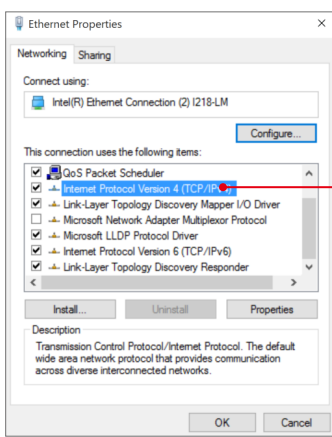 Ethernet Properties
Networking Sharing
Connect using:
Intel(R) Ethernet Connection (2) I218-LM
Configure...
This connection uses the following items:
QoS Packet Scheduler
Internet Protocol Version 4 (TCP/IPv4)
Link-Layer Topology Discovery Mapper I/O Driver
Microsoft Network Adapter Multiplexor Protocol
Microsoft LLDP Protocol Driver
Internet Protocol Version 6 (TCP/IPv6)
Link-Layer Topology Discovery Responder
Install... Uninstall Properties
Description
Transmission Control Protocol/Internet Protocol. The default
wide area network protocol that provides communication
across diverse interconnected networks.
OK Cancel